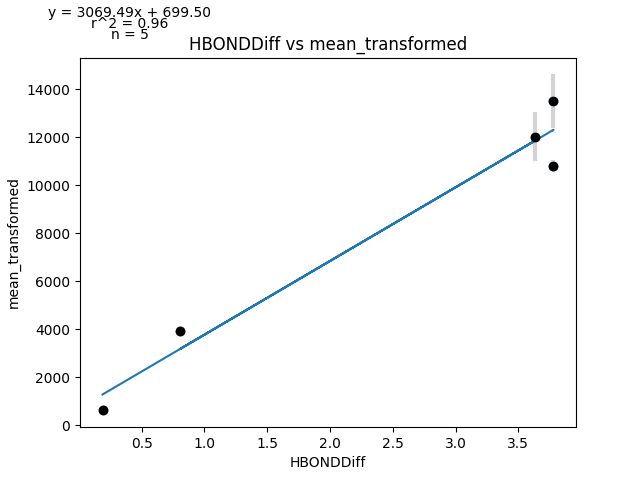 y = 3069.49x + 699.50
r^2 = 0.96
n = 5
HBONDDiff vs mean_transformed
14000
12000
10000
8000
6000
4000
2000
0
mean_transformed
0.5 1.0 1.5 2.0 2.5 3.0 3.5
HBONDDiff